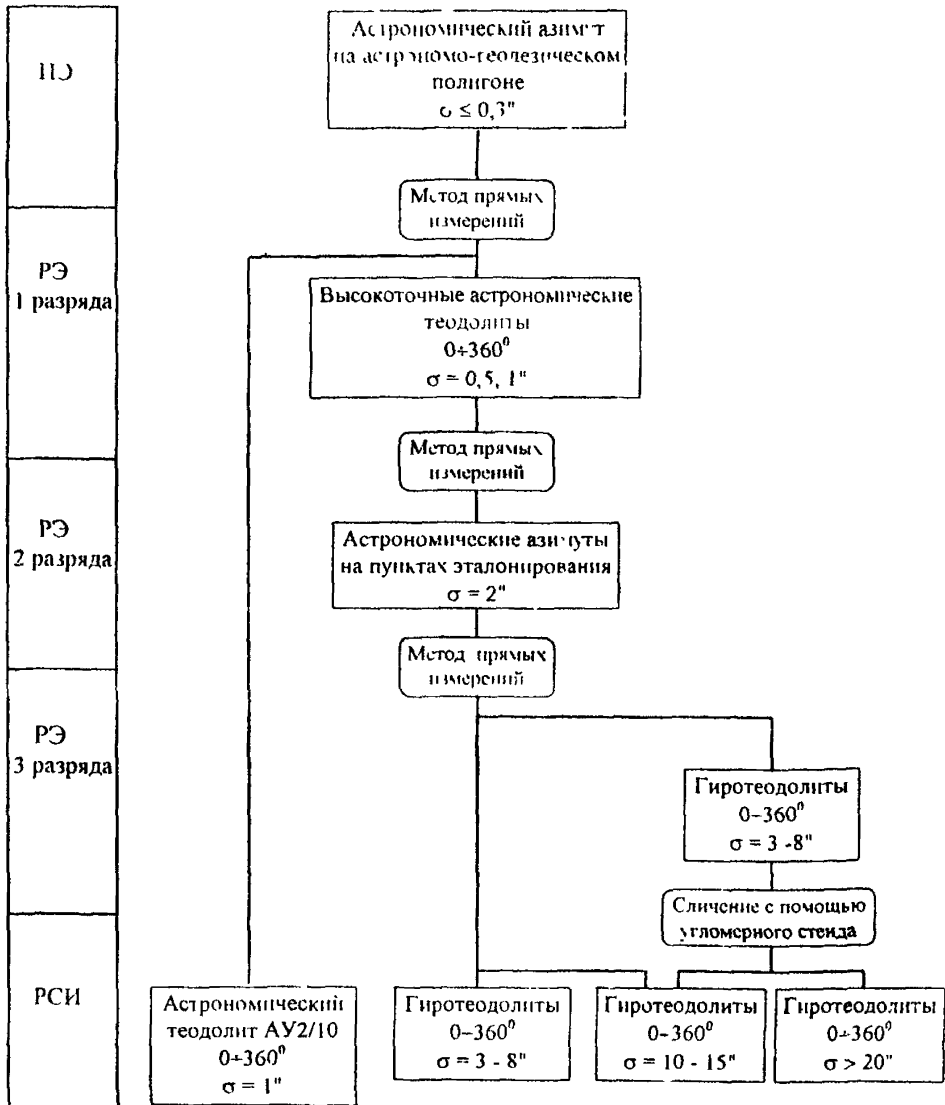 ПЭ
Астрономический азимут
на астрономо-геодезическом
полигоне
σ ≤ 0,3"
Метод прямых
измерений
РЭ
1 разряда
Высокоточные астрономические
теодолиты
0÷360⁰
σ = 0,5, 1"
Метод прямых
измерений
РЭ
2 разряда
Астрономические азимуты
на пунктах эталонирования
σ = 2"
Метод прямых
измерений
РЭ
3 разряда
Гиротеодолиты
0–360⁰
σ = 3 -8"
Сличение с помощью
угломерного стенда
РСИ
Астрономический
теодолит АУ2/10
0÷360⁰
σ = 1"
Гиротеодолиты
0–360⁰
σ = 3 - 8"
Гиротеодолиты
0–360⁰
σ = 10 - 15"
Гиротеодолиты
0÷360⁰
σ > 20"